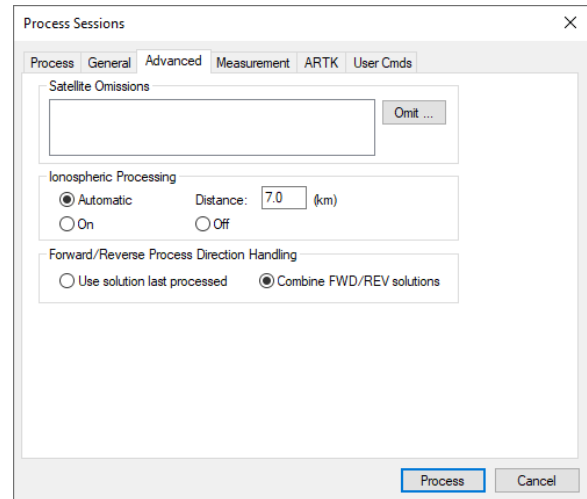 Process Sessions
Process General Advanced Measurement ARTK User Cmds
Satellite Omissions
Omit ...
Ionospheric Processing
Automatic Distance: 7.0 (km)
On Off
Forward/Reverse Process Direction Handling
Use solution last processed Combine FWD/REV solutions
Process Cancel